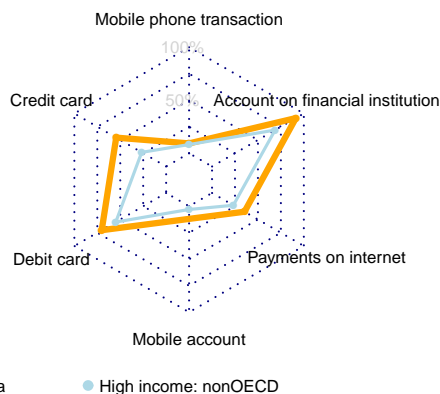 Mobile phone transaction
100%
Credit card
50%
Account on financial institution
Debit card
Payments on internet
Mobile account
a
High income: nonOECD